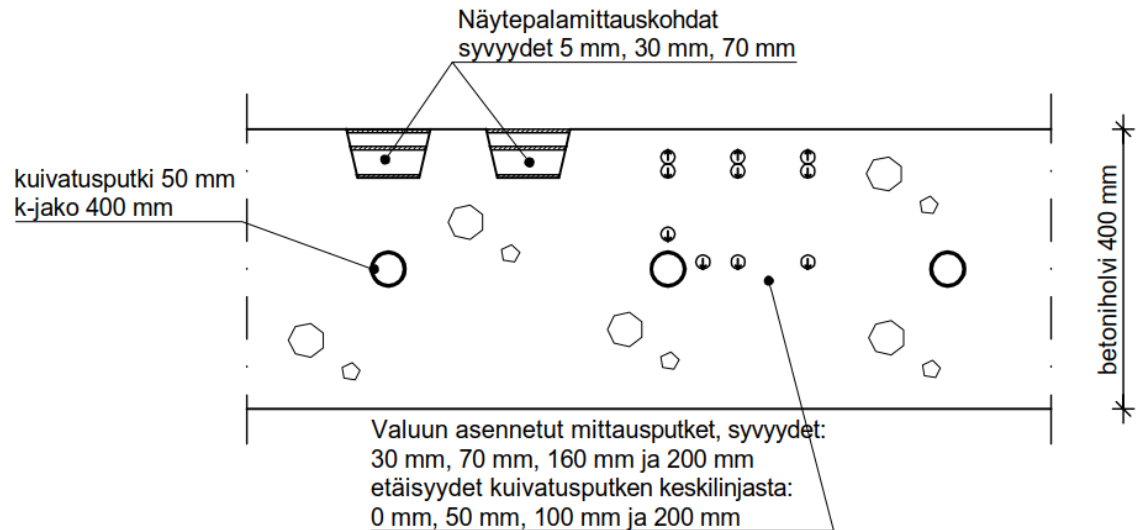 Näytepalamittauskohdat
syvyydet 5 mm, 30 mm, 70 mm
kuivatusputki 50 mm
k-jako 400 mm
betoniholvi 400 mm
Valuun asennetut mittausputket, syvyydet:
30 mm, 70 mm, 160 mm ja 200 mm
etäisyydet kuivatusputken keskilinjasta:
0 mm, 50 mm, 100 mm ja 200 mm